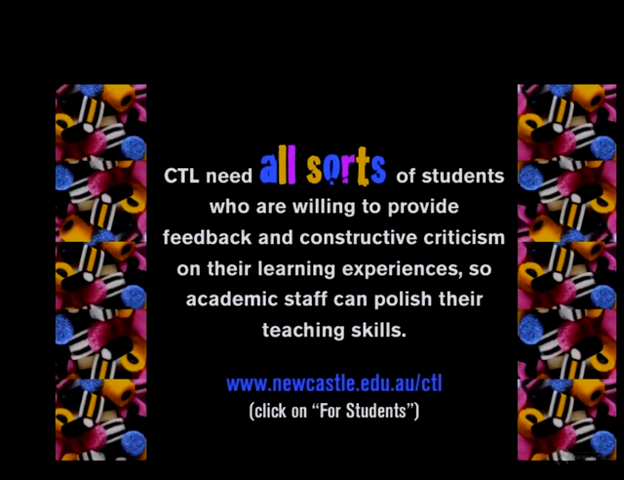 CTL need all sorts of students
who are willing to provide
feedback and constructive criticism
on their learning experiences, so
academic staff can polish their
teaching skills.
www.newcastle.edu.au/ctl
(click on “For Students”)